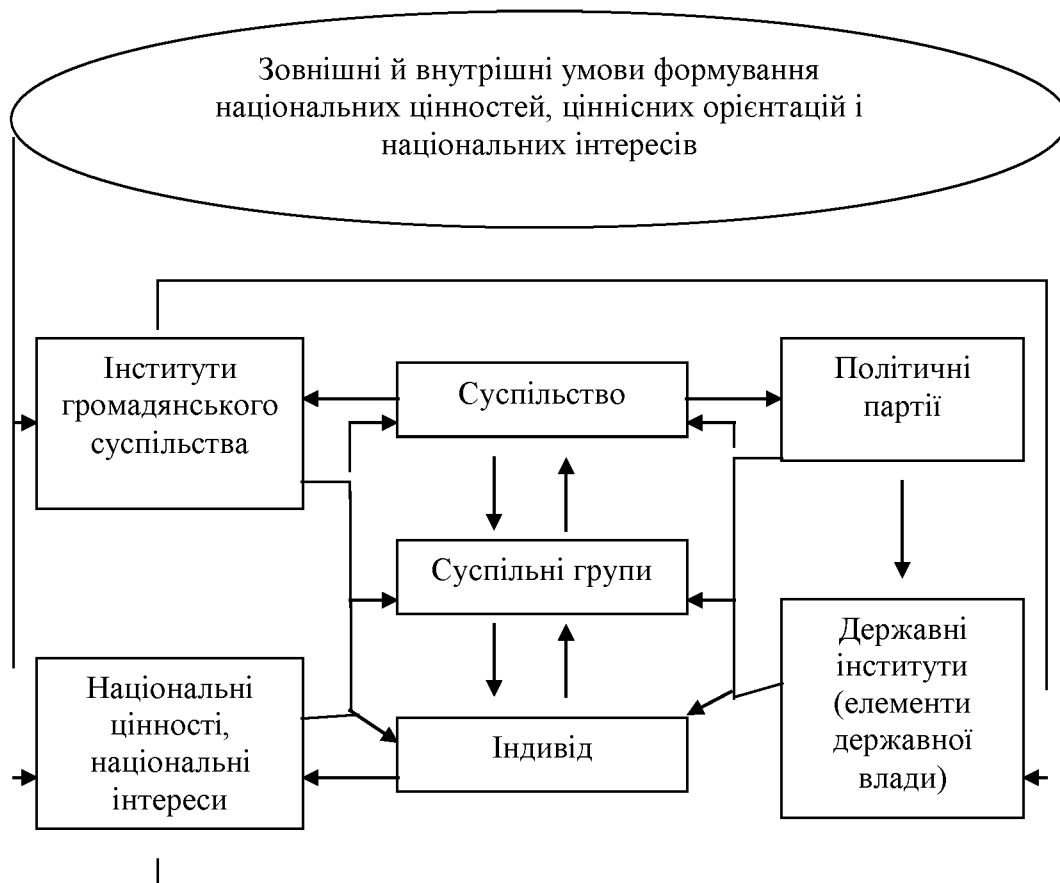 Зовнішні й внутрішні умови формування
національних цінностей, ціннісних орієнтацій і
національних інтересів
Інститути
громадянського
суспільства
Суспільство
Політичні
партії
Суспільні групи
Державні
інститути
(елементи
державної
влади)
Національні
цінності,
національні
інтереси
Індивід